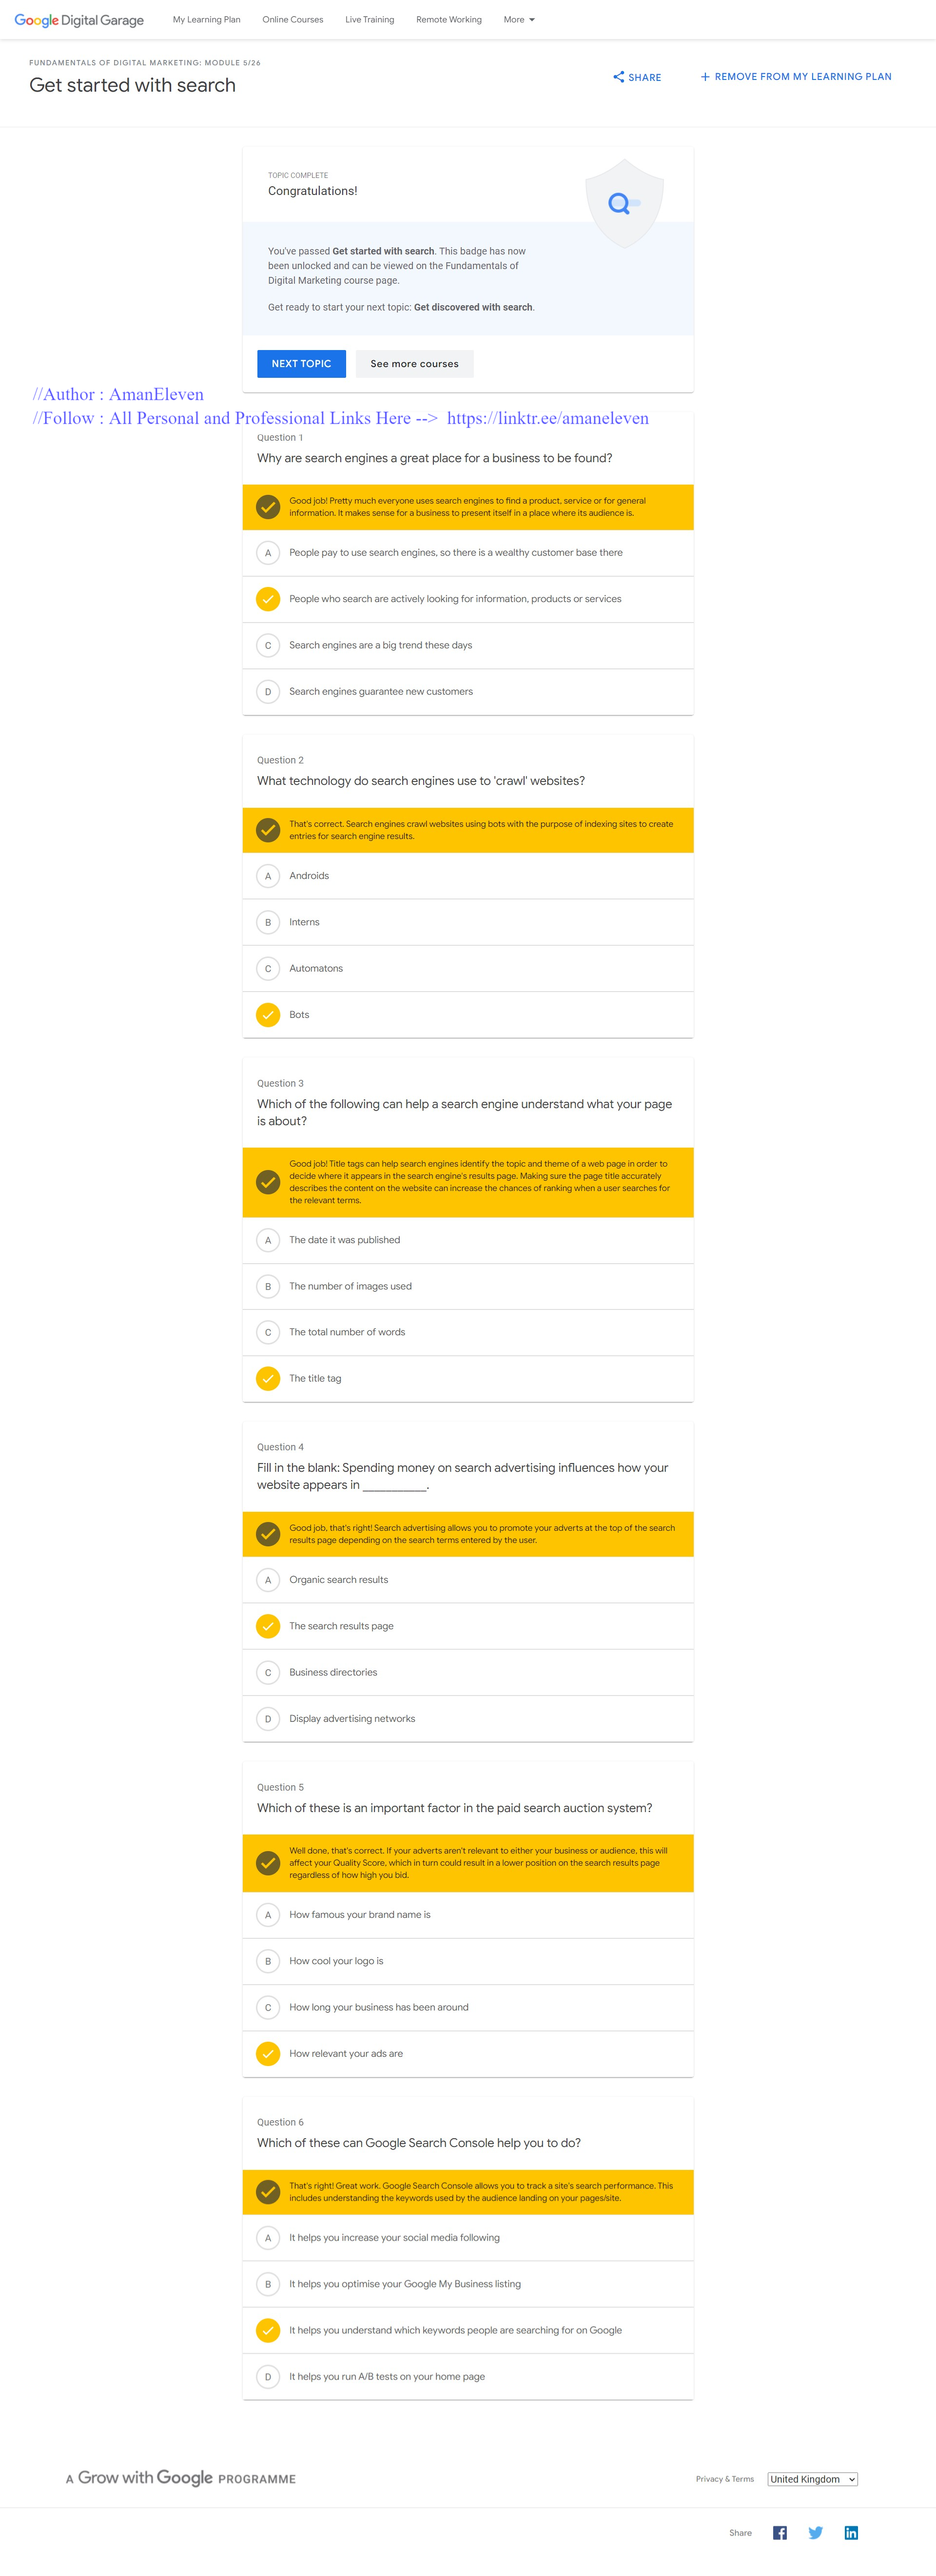 Google Digital Garage My Learning Plan Online Courses Live Training Remote Working More
FUNDAMENTALS OF DIGITAL MARKETING: MODULE 5/26
Get started with search
SHARE
+ REMOVE FROM MY LEARNING PLAN
TOPIC COMPLETE
Congratulations!
You've passed Get started with search. This badge has now
been unlocked and can be viewed on the Fundamentals of
Digital Marketing course page.
Get ready to start your next topic: Get discovered with search.
NEXT TOPIC See more courses
//Author : AmanEleven
//Follow : All Personal and Professional Links Here --> https://linktr.ee/amaneleven
Question 1
Why are search engines a great place for a business to be found?
Good job! Pretty much everyone uses search engines to find a product, service or for general
information. It makes sense for a business to present itself in a place where its audience is.
A People pay to use search engines, so there is a wealthy customer base there
People who search are actively looking for information, products or services
C Search engines are a big trend these days
D Search engines guarantee new customers
Question 2
What technology do search engines use to 'crawl' websites?
That's correct. Search engines crawl websites using bots with the purpose of indexing sites to create
entries for search engine results.
A Androids
B Interns
C Automatons
Bots
Question 3
Which of the following can help a search engine understand what your page
is about?
Good job! Title tags can help search engines identify the topic and theme of a web page in order to
decide where it appears in the search engine's results page. Making sure the page title accurately
describes the content on the website can increase the chances of ranking when a user searches for
the relevant terms.
A The date it was published
B The number of images used
C The total number of words
The title tag
Question 4
Fill in the blank: Spending money on search advertising influences how your
website appears in __________.
Good job, that's right! Search advertising allows you to promote your adverts at the top of the search
results page depending on the search terms entered by the user.
A Organic search results
The search results page
C Business directories
D Display advertising networks
Question 5
Which of these is an important factor in the paid search auction system?
Well done, that's correct. If your adverts aren't relevant to either your business or audience, this will
affect your Quality Score, which in turn could result in a lower position on the search results page
regardless of how high you bid.
A How famous your brand name is
B How cool your logo is
C How long your business has been around
How relevant your ads are
Question 6
Which of these can Google Search Console help you to do?
That's right! Great work. Google Search Console allows you to track a site's search performance. This
includes understanding the keywords used by the audience landing on your pages/site.
A It helps you increase your social media following
B It helps you optimise your Google My Business listing
It helps you understand which keywords people are searching for on Google
D It helps you run A/B tests on your home page
A Grow with Google PROGRAMME
Privacy & Terms United Kingdom
Share